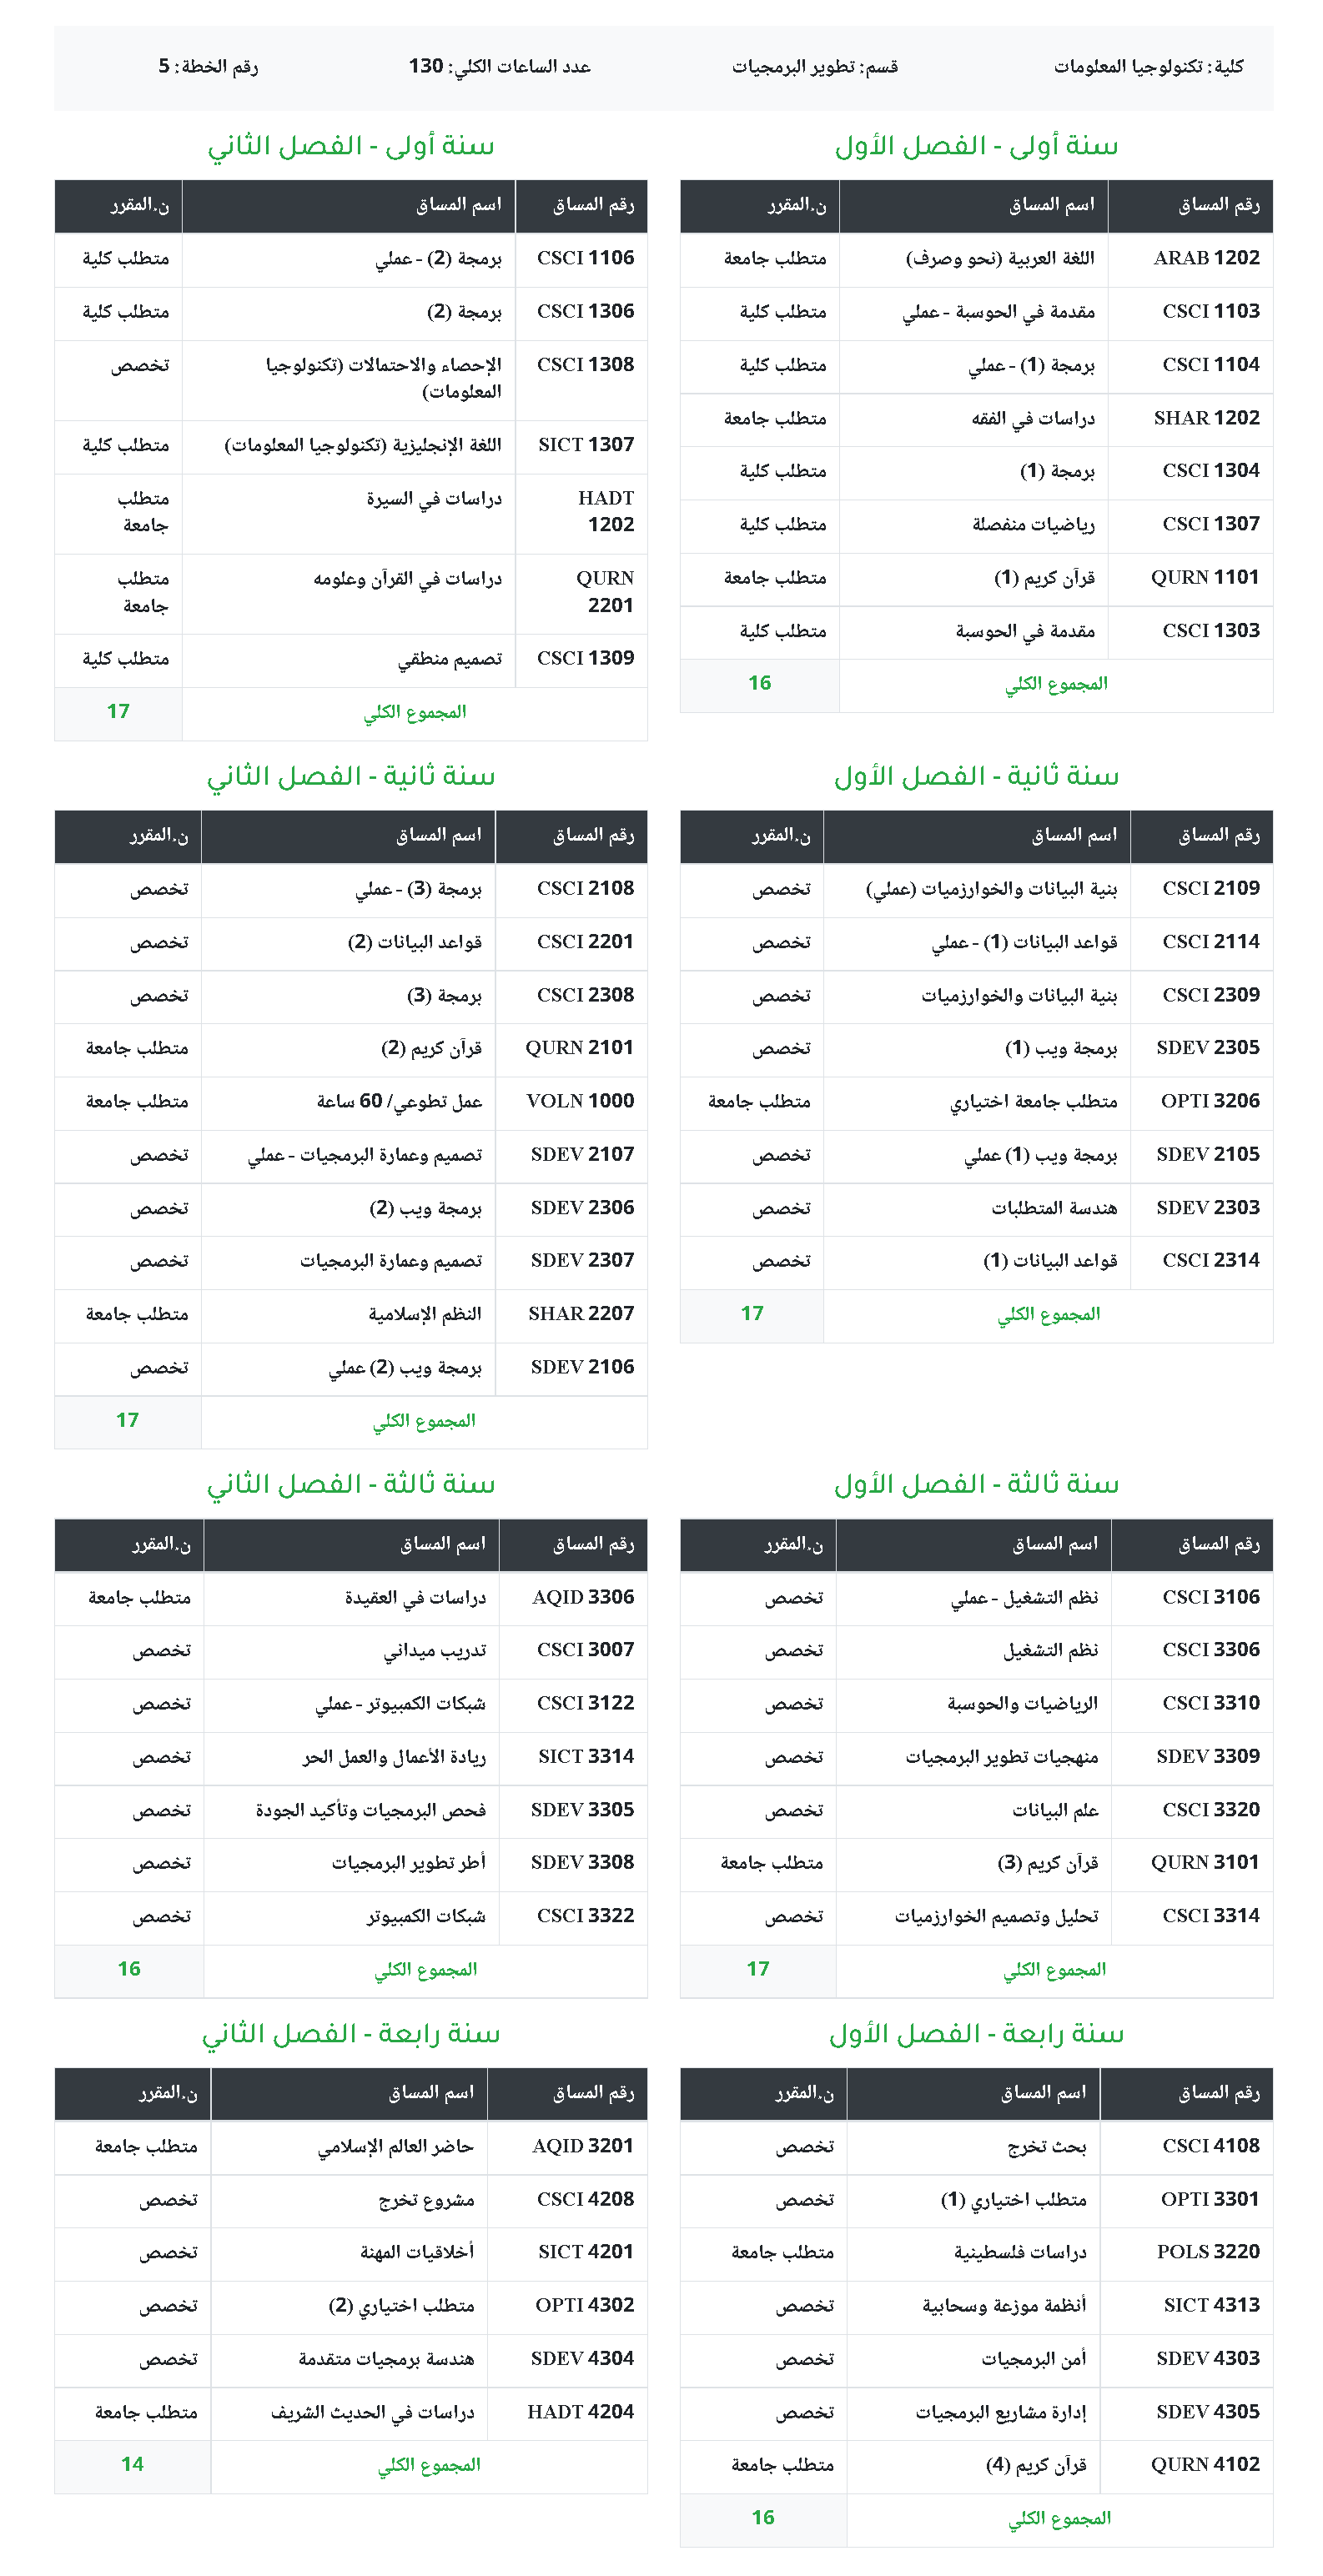 كلية: تكنولوجيا المعلومات قسم: تطوير البرمجيات عدد الساعات الكلي: 130 رقم الخطة: 5
سنة أولى - الفصل الأول
رقم المساق اسم المساق ن.المقرر
ARAB 1202 اللغة العربية (نحو وصرف) متطلب جامعة
CSCI 1103 مقدمة في الحوسبة - عملي متطلب كلية
CSCI 1104 برمجة (1) - عملي متطلب كلية
SHAR 1202 دراسات في الفقه متطلب جامعة
CSCI 1304 برمجة (1) متطلب كلية
CSCI 1307 رياضيات منفصلة متطلب كلية
QURN 1101 قرآن كريم (1) متطلب جامعة
CSCI 1303 مقدمة في الحوسبة متطلب كلية
المجموع الكلي 16
سنة أولى - الفصل الثاني
رقم المساق اسم المساق ن.المقرر
CSCI 1106 برمجة (2) - عملي متطلب كلية
CSCI 1306 برمجة (2) متطلب كلية
CSCI 1308 الإحصاء والاحتمالات (تكنولوجيا تخصص
المعلومات)
SICT 1307 اللغة الإنجليزية (تكنولوجيا المعلومات) متطلب كلية
HADT دراسات في السيرة متطلب
1202 جامعة
QURN دراسات في القرآن وعلومه متطلب
2201 جامعة
CSCI 1309 تصميم منطقي متطلب كلية
المجموع الكلي 17
سنة ثانية - الفصل الأول
رقم المساق اسم المساق ن.المقرر
CSCI 2109 بنية البيانات والخوارزميات (عملي) تخصص
CSCI 2114 قواعد البيانات (1) - عملي تخصص
CSCI 2309 بنية البيانات والخوارزميات تخصص
SDEV 2305 برمجة ويب (1) تخصص
OPTI 3206 متطلب جامعة اختياري متطلب جامعة
SDEV 2105 برمجة ويب (1) عملي تخصص
SDEV 2303 هندسة المتطلبات تخصص
CSCI 2314 قواعد البيانات (1) تخصص
المجموع الكلي 17
سنة ثانية - الفصل الثاني
رقم المساق اسم المساق ن.المقرر
CSCI 2108 برمجة (3) - عملي تخصص
CSCI 2201 قواعد البيانات (2) تخصص
CSCI 2308 برمجة (3) تخصص
QURN 2101 قرآن كريم (2) متطلب جامعة
VOLN 1000 عمل تطوعي/ 60 ساعة متطلب جامعة
SDEV 2107 تصميم وعمارة البرمجيات - عملي تخصص
SDEV 2306 برمجة ويب (2) تخصص
SDEV 2307 تصميم وعمارة البرمجيات تخصص
SHAR 2207 النظم الإسلامية متطلب جامعة
SDEV 2106 برمجة ويب (2) عملي تخصص
المجموع الكلي 17
سنة ثالثة - الفصل الأول
رقم المساق اسم المساق ن.المقرر
CSCI 3106 نظم التشغيل - عملي تخصص
CSCI 3306 نظم التشغيل تخصص
CSCI 3310 الرياضيات والحوسبة تخصص
SDEV 3309 منهجيات تطوير البرمجيات تخصص
CSCI 3320 علم البيانات تخصص
QURN 3101 قرآن كريم (3) متطلب جامعة
CSCI 3314 تحليل وتصميم الخوارزميات تخصص
المجموع الكلي 17
سنة ثالثة - الفصل الثاني
رقم المساق اسم المساق ن.المقرر
AQID 3306 دراسات في العقيدة متطلب جامعة
CSCI 3007 تدريب ميداني تخصص
CSCI 3122 شبكات الكمبيوتر - عملي تخصص
SICT 3314 ريادة الأعمال والعمل الحر تخصص
SDEV 3305 فحص البرمجيات وتأكيد الجودة تخصص
SDEV 3308 أطر تطوير البرمجيات تخصص
CSCI 3322 شبكات الكمبيوتر تخصص
المجموع الكلي 16
سنة رابعة - الفصل الأول
رقم المساق اسم المساق ن.المقرر
CSCI 4108 بحث تخرج تخصص
OPTI 3301 متطلب اختياري (1) تخصص
POLS 3220 دراسات فلسطينية متطلب جامعة
SICT 4313 أنظمة موزعة وسحابية تخصص
SDEV 4303 أمن البرمجيات تخصص
SDEV 4305 إدارة مشاريع البرمجيات تخصص
QURN 4102 قرآن كريم (4) متطلب جامعة
المجموع الكلي 16
سنة رابعة - الفصل الثاني
رقم المساق اسم المساق ن.المقرر
AQID 3201 حاضر العالم الإسلامي متطلب جامعة
CSCI 4208 مشروع تخرج تخصص
SICT 4201 أخلاقيات المهنة تخصص
OPTI 4302 متطلب اختياري (2) تخصص
SDEV 4304 هندسة برمجيات متقدمة تخصص
HADT 4204 دراسات في الحديث الشريف متطلب جامعة
المجموع الكلي 14